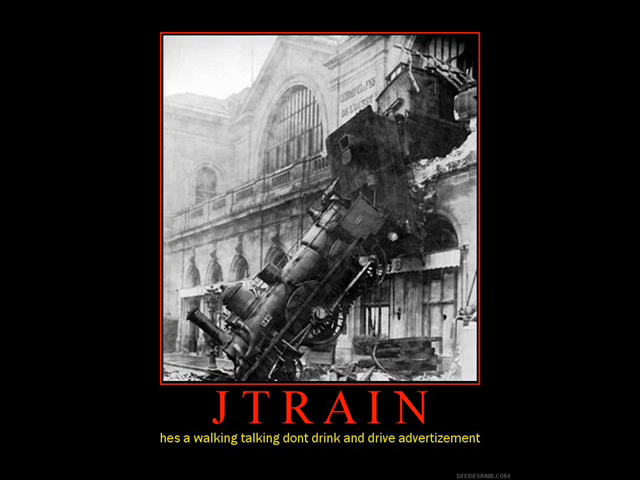 JTRAIN
hes a walking talking dont drink and drive advertizement
DIY.DESPAIR.COM